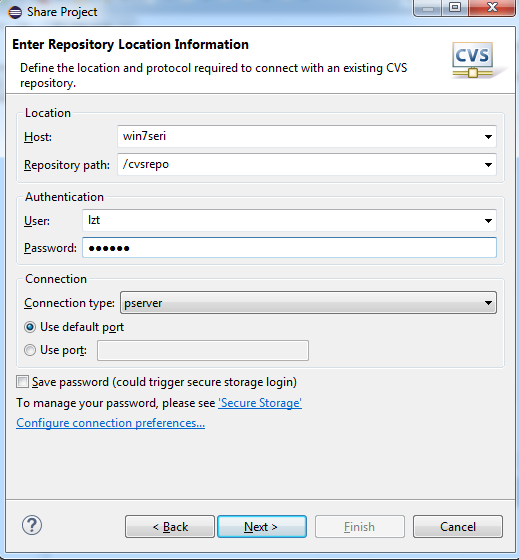 Share Project
Enter Repository Location Information
Define the location and protocol required to connect with an existing CVS
repository.
CVS
Location
Host: win7seri
Repository path: /cvsrepo
Authentication
User: lzt
Password: ●●●●●●
Connection
Connection type: pserver
Use default port
Use port:
Save password (could trigger secure storage login)
To manage your password, please see 'Secure Storage'
Configure connection preferences...
?
< Back
Next >
Finish
Cancel